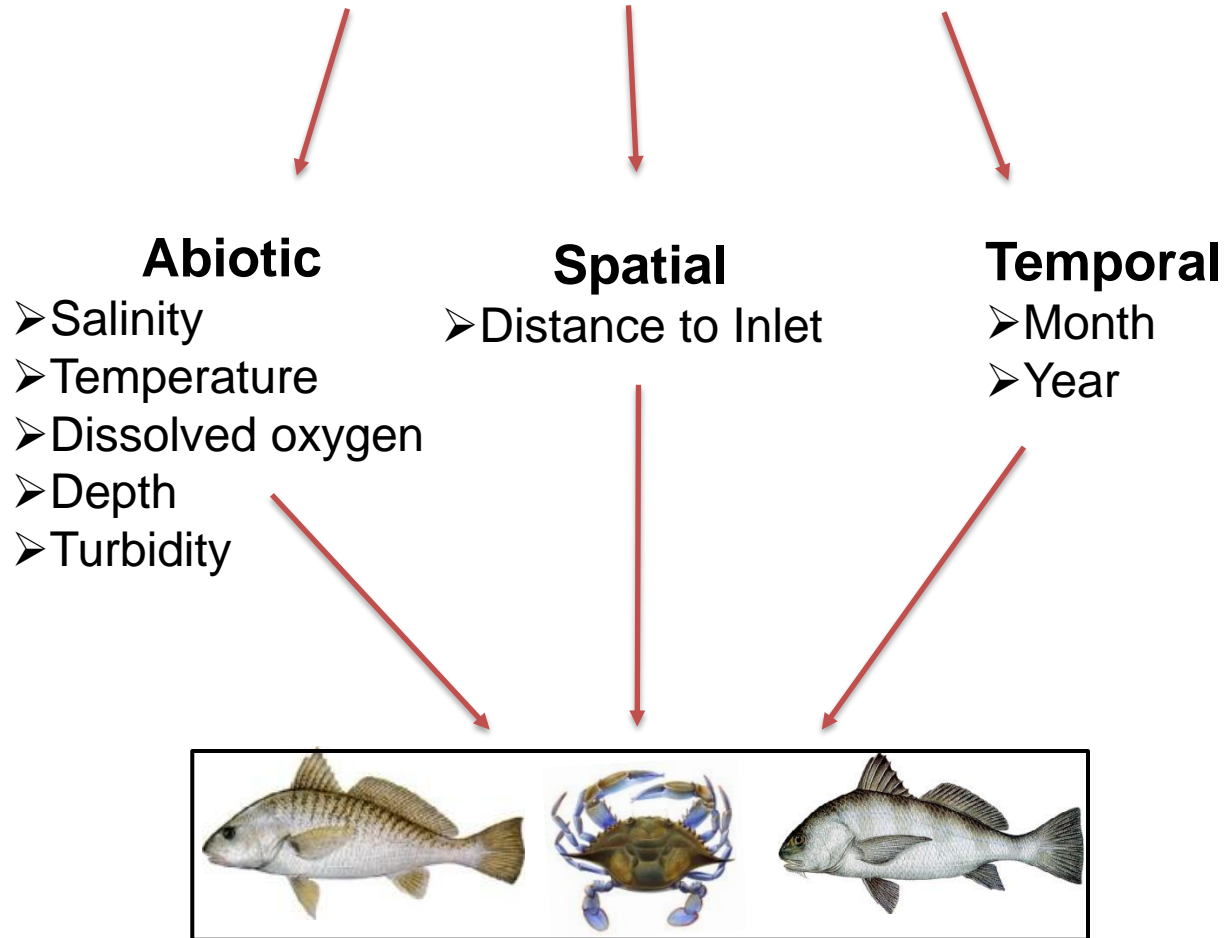 Abiotic
➢Salinity
➢Temperature
➢Dissolved oxygen
➢Depth
➢Turbidity
Spatial
➢Distance to Inlet
Temporal
➢Month
➢Year